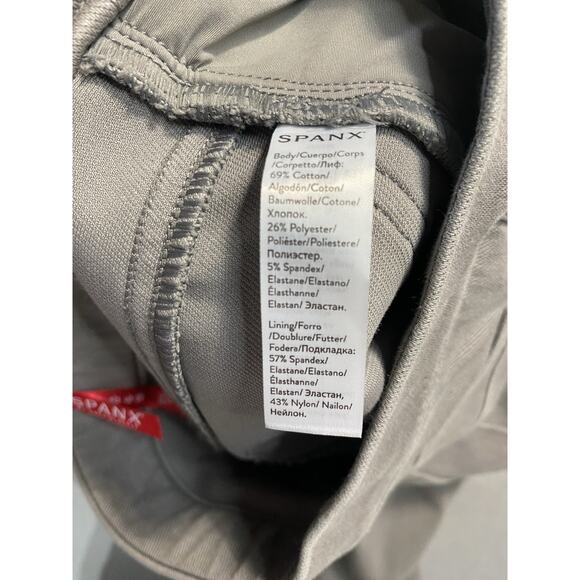 SPANX
Body/Cuerpo/Corps
/Corpetto/Лиф:
69% Cotton/
Algodón/Coton/
Baumwolle/Cotone/
Хлопок.
26% Polyester/
Poliéster/Poliestere/
Полиэстер.
5% Spandex/
Elastane/Elastano/
Élasthanne/
Elastan/ Эластан.
Lining/Forro
/Doublure/Futter/
Fodera/Подкладка:
57% Spandex/
Elastane/Elastano/
Élasthanne/
Elastan/ Эластан,
43% Nylon/ Nailon/
Нейлон.
SPANX